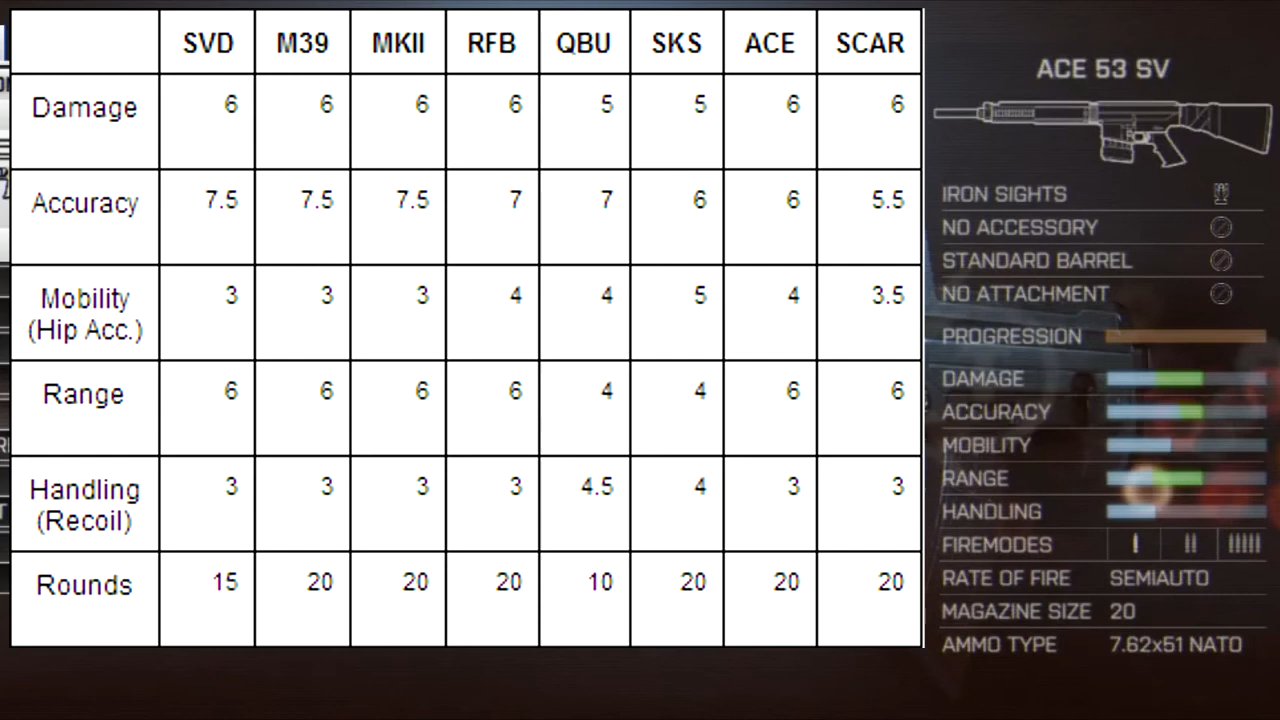 SVD M39 MKII RFB QBU SKS ACE SCAR
Damage 6 6 6 6 5 5 6 6
Accuracy 7.5 7.5 7.5 7 7 6 6 5.5
Mobility
(Hip Acc.) 3 3 3 4 4 5 4 3.5
Range 6 6 6 6 4 4 6 6
Handling
(Recoil) 3 3 3 3 4.5 4 3 3
Rounds 15 20 20 20 10 20 20 20
ACE 53 SV
IRON SIGHTS
NO ACCESSORY
STANDARD BARREL
NO ATTACHMENT
PROGRESSION
DAMAGE
ACCURACY
MOBILITY
RANGE
HANDLING
FIREMODES
RATE OF FIRE SEMIAUTO
MAGAZINE SIZE 20
AMMO TYPE 7.62x51 NATO